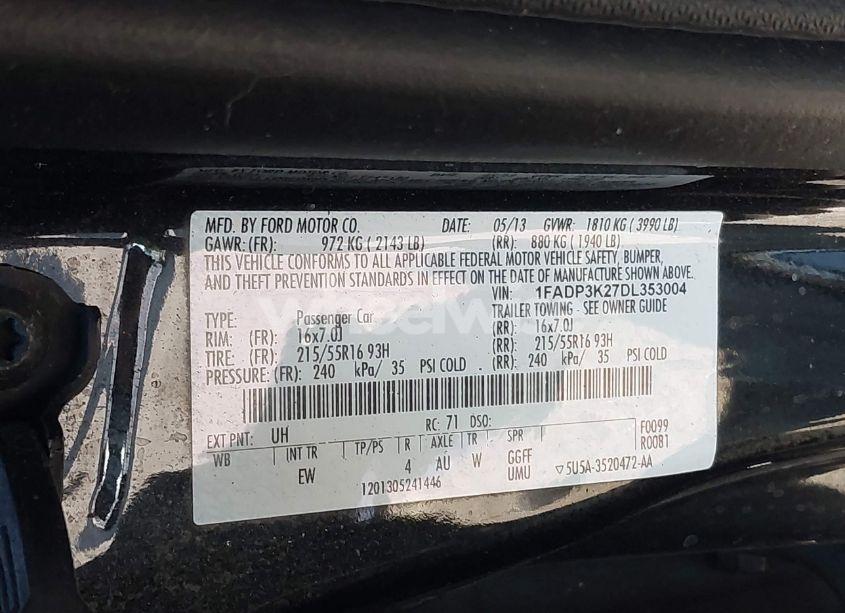 MFD. BY FORD MOTOR CO. DATE: 05/13 GVWR: 1810 KG ( 3990 LB)
GAWR: (FR): 972 KG ( 2143 LB) (RR): 880 KG ( 1940 LB)
THIS VEHICLE CONFORMS TO ALL APPLICABLE FEDERAL MOTOR VEHICLE SAFETY, BUMPER,
AND THEFT PREVENTION STANDARDS IN EFFECT ON THE DATE OF MANUFACTURE SHOWN ABOVE.
VIN: 1FADP3K27DL353004
TYPE: Passenger Car TRAILER TOWING - SEE OWNER GUIDE
RIM: (FR): 16x7.0J (RR): 16x7.0J
TIRE: (FR): 215/55R16 93H (RR): 215/55R16 93H
PRESSURE: (FR): 240 kPa/ 35 PSI COLD (RR): 240 kPa/ 35 PSI COLD
EXT PNT: UH RC: 71 DSO: F0099
WB INT TR TP/PS R AXLE TR SPR R0081
EW 4 AU W GGFF
UMU ▽5U5A-3520472-AA
1201305241446